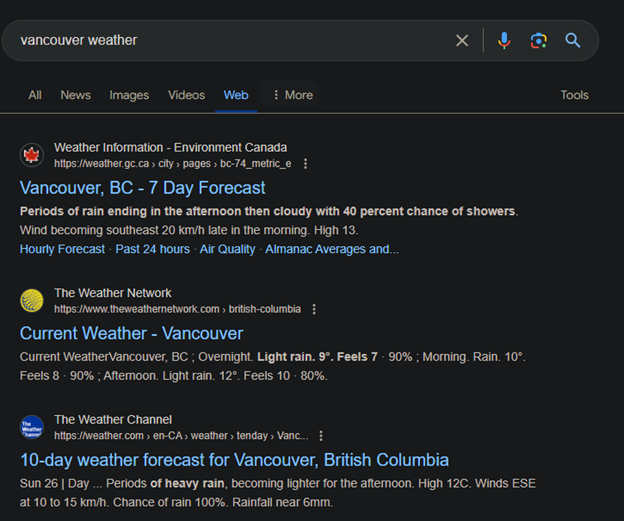 vancouver weather
All News Images Videos Web More Tools
Weather Information - Environment Canada
https://weather.gc.ca › city › pages › bc-74_metric_e
Vancouver, BC - 7 Day Forecast
Periods of rain ending in the afternoon then cloudy with 40 percent chance of showers.
Wind becoming southeast 20 km/h late in the morning. High 13.
Hourly Forecast · Past 24 hours · Air Quality · Almanac Averages and...
The Weather Network
https://www.theweathernetwork.com › british-columbia
Current Weather - Vancouver
Current WeatherVancouver, BC ; Overnight. Light rain. 9°. Feels 7 · 90% ; Morning. Rain. 10°.
Feels 8 · 90% ; Afternoon. Light rain. 12°. Feels 10 · 80%.
The Weather Channel
The
Weather
Channel
https://weather.com › en-CA › weather › tenday › Vanc...
10-day weather forecast for Vancouver, British Columbia
Sun 26 | Day ... Periods of heavy rain, becoming lighter for the afternoon. High 12C. Winds ESE
at 10 to 15 km/h. Chance of rain 100%. Rainfall near 6mm.